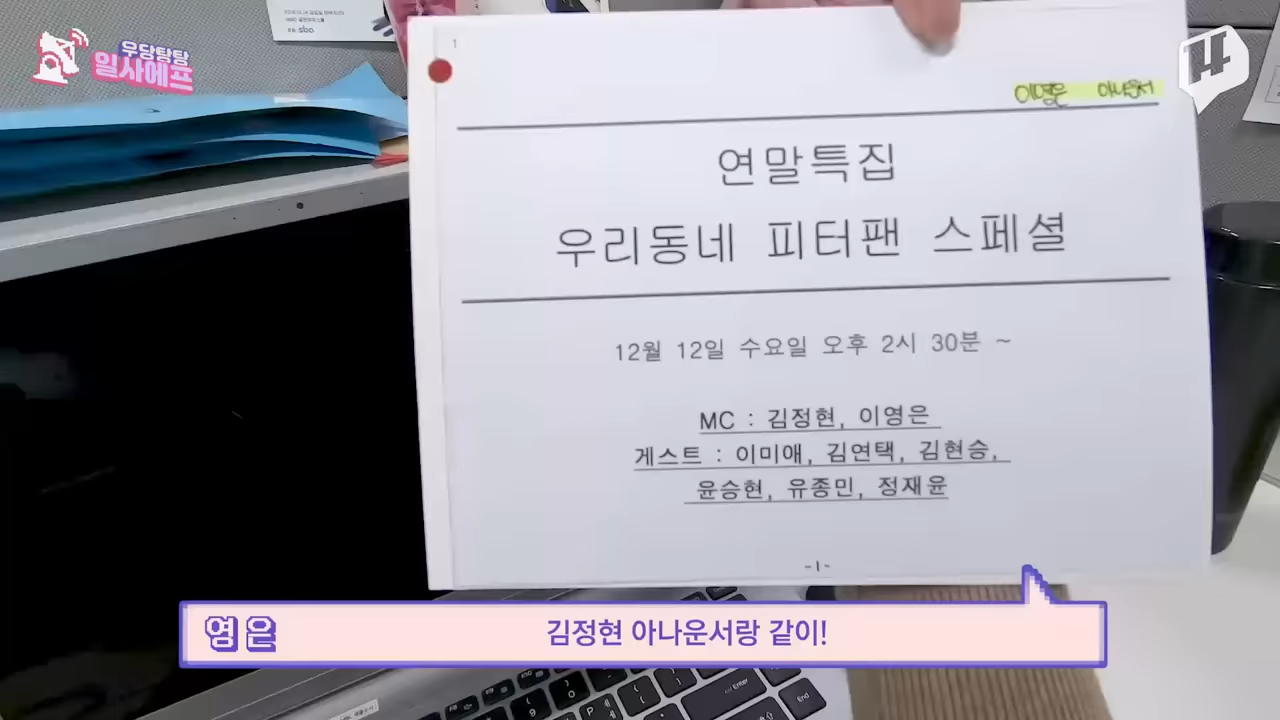 우당탕탕
일사에프
1
이영은 아나운서
연말특집
우리동네 피터팬 스페셜
12월 12일 수요일 오후 2시 30분 ~
MC : 김정현, 이영은
게스트 : 이미애, 김연택, 김현승,
윤승현, 유종민, 정재윤
-1-
영은
김정현 아나운서랑 같이!
Enter
End